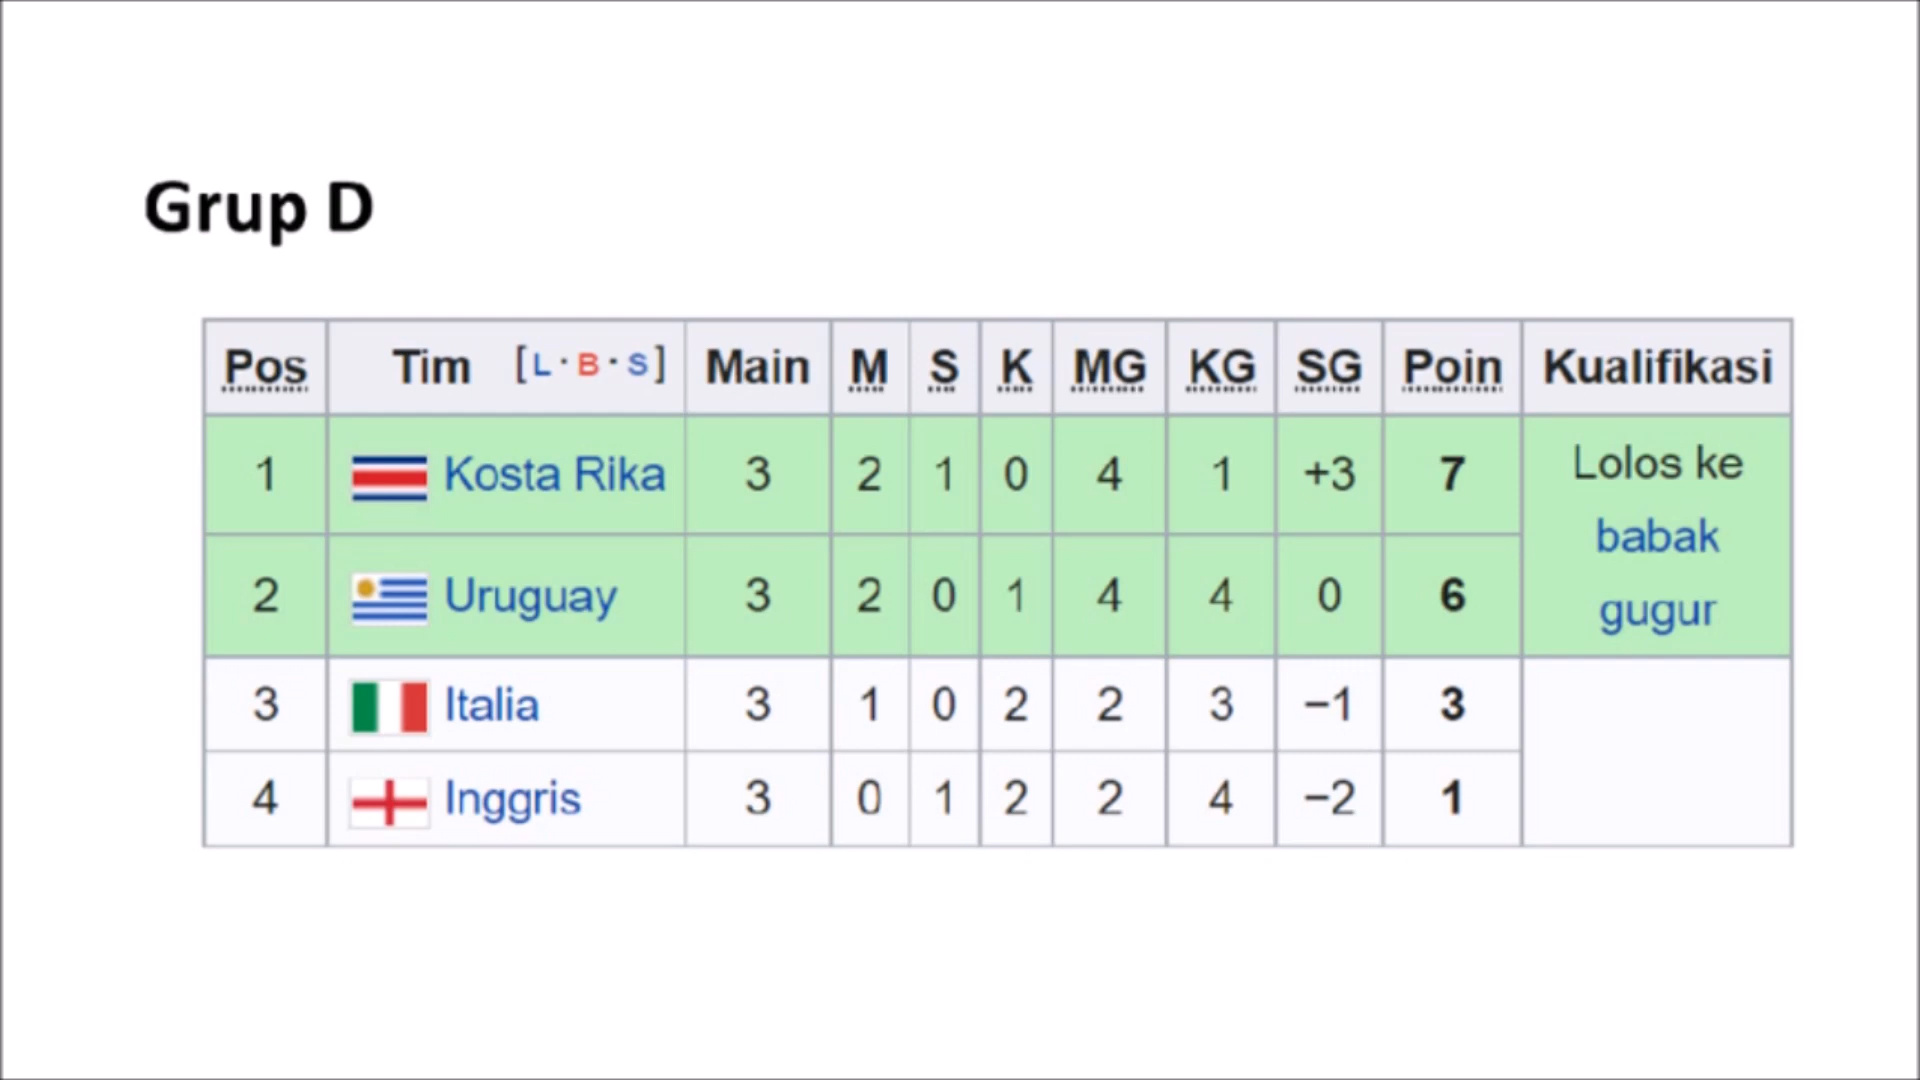 Grup D
Pos Tim [L · B · S] Main M S K MG KG SG Poin Kualifikasi
1 Kosta Rika 3 2 1 0 4 1 +3 7 Lolos ke
babak
2 Uruguay 3 2 0 1 4 4 0 6 gugur
3 Italia 3 1 0 2 2 3 −1 3
4 Inggris 3 0 1 2 2 4 −2 1